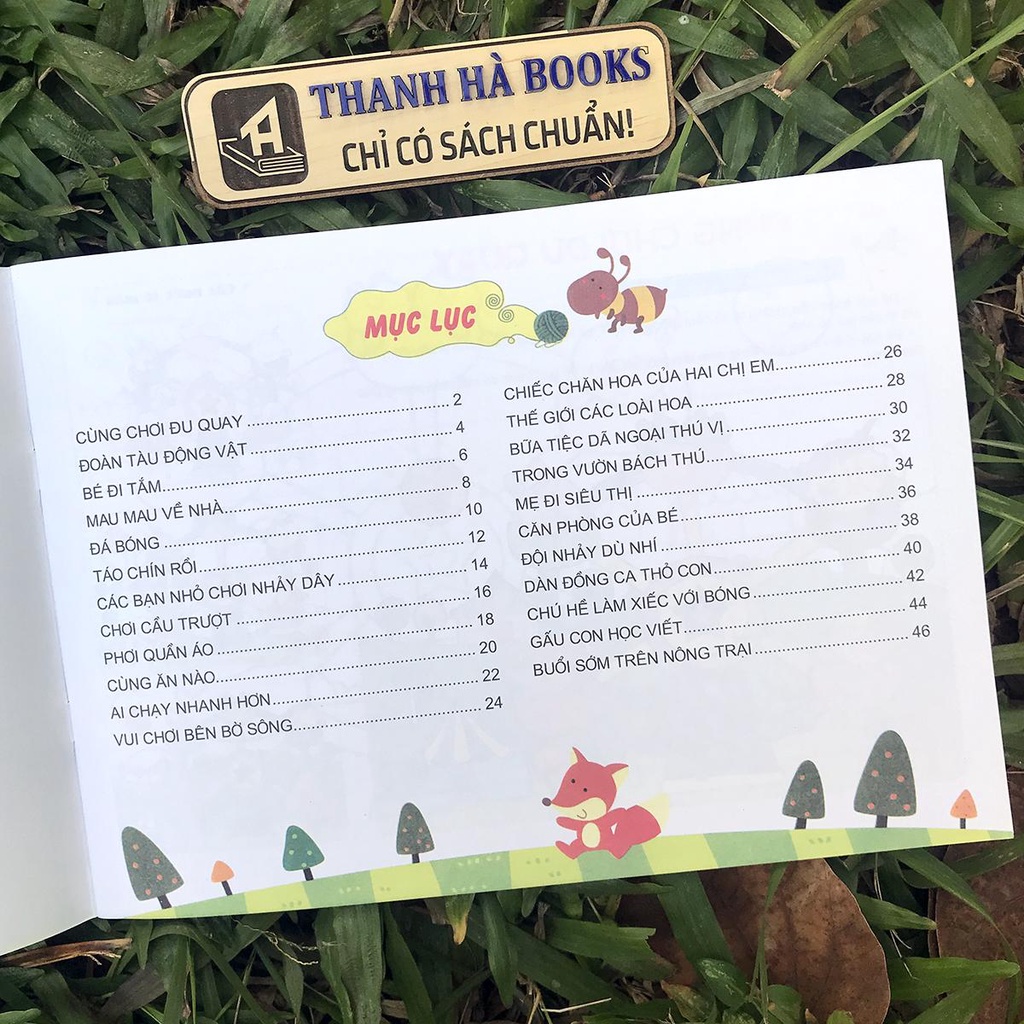 THANH HÀ BOOKS
CHỈ CÓ SÁCH CHUẨN!
MỤC LỤC
CÙNG CHƠI ĐU QUAY ........ 2
ĐOÀN TÀU ĐỘNG VẬT ........ 4
BÉ ĐI TẮM ........ 6
MAU MAU VỀ NHÀ ........ 8
ĐÁ BÓNG ........ 10
TÁO CHÍN RỒI ........ 12
CÁC BẠN NHỎ CHƠI NHẢY DÂY ........ 14
CHƠI CẦU TRƯỢT ........ 16
PHƠI QUẦN ÁO ........ 18
CÙNG ĂN NÀO ........ 20
AI CHẠY NHANH HƠN ........ 22
VUI CHƠI BÊN BỜ SÔNG ........ 24
CHIẾC CHĂN HOA CỦA HAI CHỊ EM ........ 26
THẾ GIỚI CÁC LOÀI HOA ........ 28
BỮA TIỆC DÃ NGOẠI THÚ VỊ ........ 30
TRONG VƯỜN BÁCH THÚ ........ 32
MẸ ĐI SIÊU THỊ ........ 34
CĂN PHÒNG CỦA BÉ ........ 36
ĐỘI NHẢY DÙ NHÍ ........ 38
DÀN ĐỒNG CA THỎ CON ........ 40
CHÚ HỀ LÀM XIẾC VỚI BÓNG ........ 42
GẤU CON HỌC VIẾT ........ 44
BUỔI SỚM TRÊN NÔNG TRẠI ........ 46